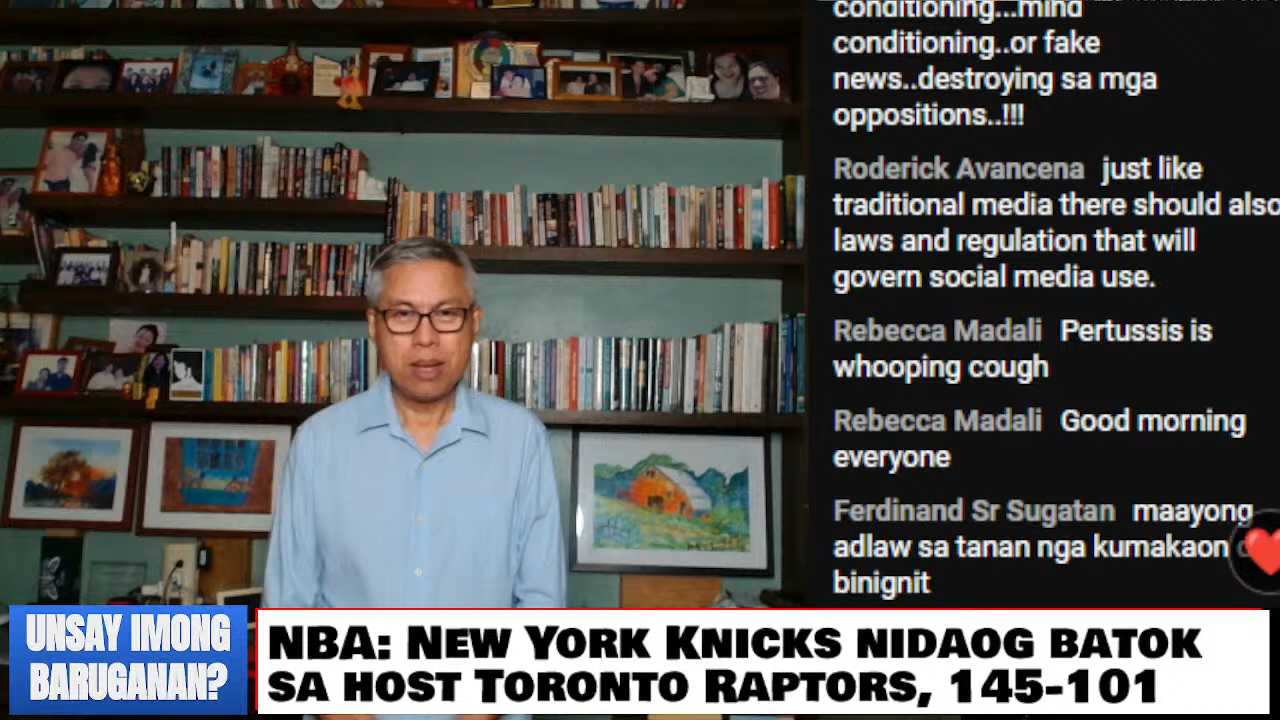 conditioning...mind
conditioning..or fake
news..destroying sa mga
oppositions..!!!
Roderick Avancena just like
traditional media there should also
laws and regulation that will
govern social media use.
Rebecca Madali Pertussis is
whooping cough
Rebecca Madali Good morning
everyone
Ferdinand Sr Sugatan maayong
adlaw sa tanan nga kumakaon
binignit
UNSAY IMONG
BARUGANAN?
NBA: NEW YORK KNICKS NIDAOG BATOK
SA HOST TORONTO RAPTORS, 145-101